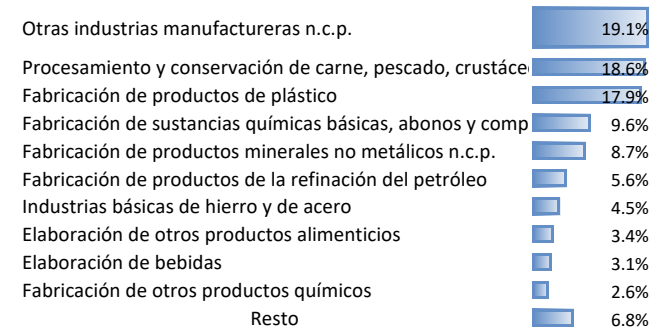 Otras industrias manufactureras n.c.p. 19.1%
Procesamiento y conservación de carne, pescado, crustáce 18.6%
Fabricación de productos de plástico 17.9%
Fabricación de sustancias químicas básicas, abonos y comp 9.6%
Fabricación de productos minerales no metálicos n.c.p. 8.7%
Fabricación de productos de la refinación del petróleo 5.6%
Industrias básicas de hierro y de acero 4.5%
Elaboración de otros productos alimenticios 3.4%
Elaboración de bebidas 3.1%
Fabricación de otros productos químicos 2.6%
Resto 6.8%